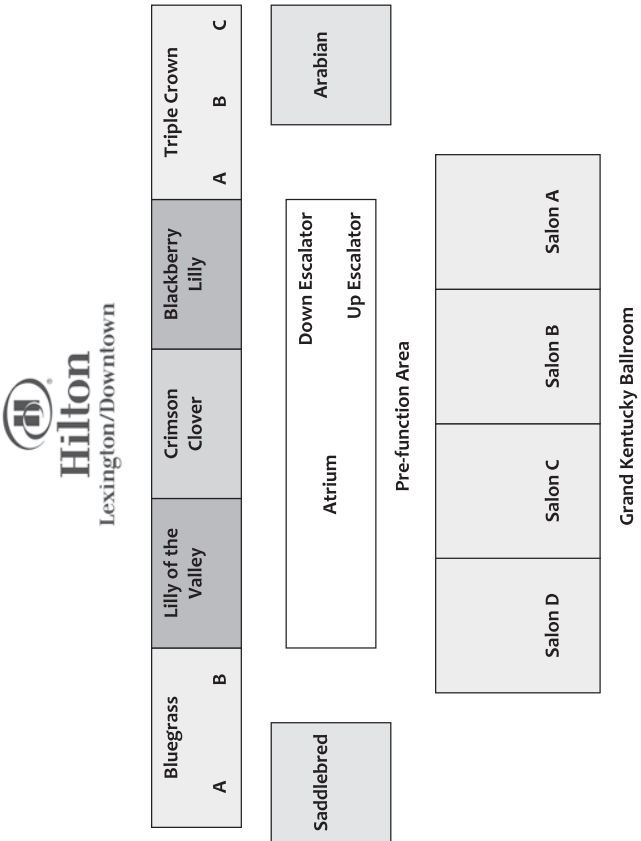 Hilton
Lexington/Downtown
Bluegrass
A
B
Lilly of the
Valley
Crimson
Clover
Blackberry
Lilly
Triple Crown
A
B
C
Saddlebred
Atrium
Down Escalator
Up Escalator
Arabian
Pre-function Area
Salon D
Salon C
Salon B
Salon A
Grand Kentucky Ballroom